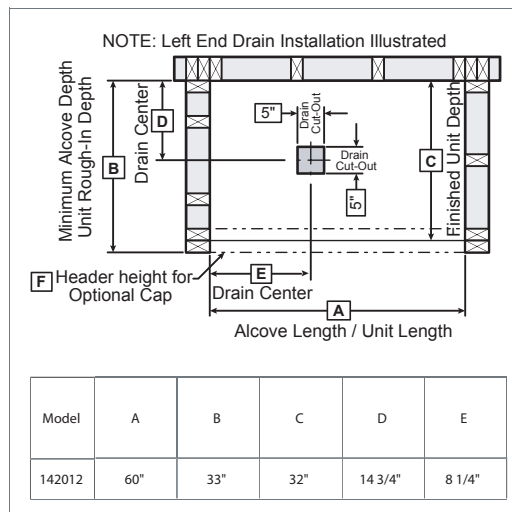 NOTE: Left End Drain Installation Illustrated
Minimum Alcove Depth
Unit Rough-In Depth
B
Drain Center
D
5"
Drain
Cut-Out
Drain
Cut-Out
5"
C
Finished Unit Depth
F Header height for
Optional Cap
E
Drain Center
A
Alcove Length / Unit Length
Model A B C D E
142012 60" 33" 32" 14 3/4" 8 1/4"